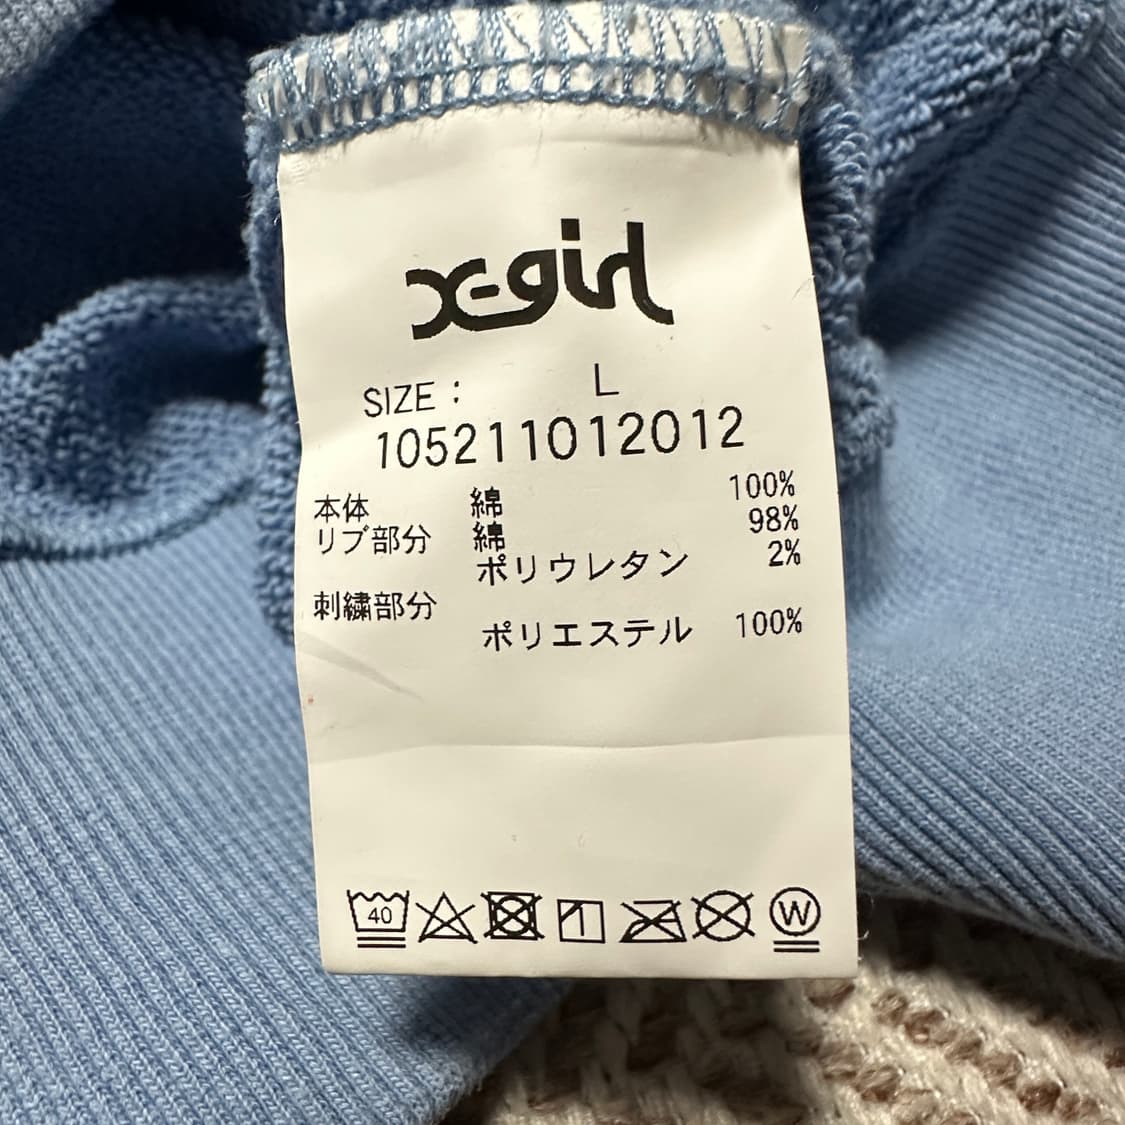 X-girl
SIZE : L
105211012012
本体 綿 100%
リブ部分 綿 98%
ポリウレタン 2%
刺繍部分
ポリエステル 100%
40
W